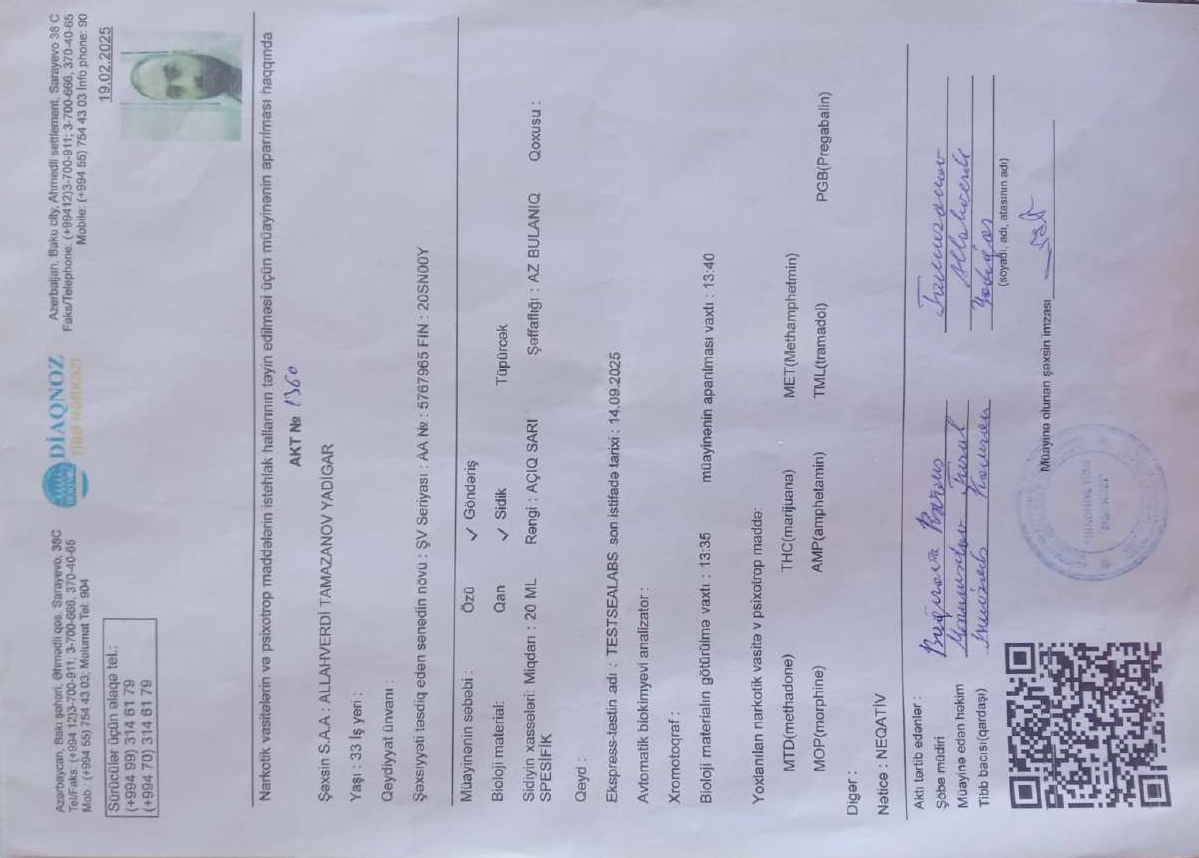 Azərbaycan, Bakı şəhəri, Əhmədli qəs. Sarayevo, 38C
Tel/Faks: (+994 12)3-700-911; 3-700-666, 370-40-65
Mob.: (+994 55) 754 43 03; Məlumat Tel: 904
DİAQNOZ
TİBB MƏRKƏZİ
Azerbaijan, Baku city, Ahmedli settlement, Sarayevo 38 C
Faks/Telephone: (+99412)3-700-911; 3-700-666, 370-40-65
Mobile: (+994 55) 754 43 03 Info phone: 90
Sürücülər üçün əlaqə tel.:
(+994 99) 314 61 79
(+994 70) 314 61 79
19.02.2025
Narkotik vasitələrin və psixotrop maddələrin istehlak hallarının təyin edilməsi üçün müayinənin aparılması haqqında
AKT № 1360
Şəxsin S.A.A : ALLAHVERDİ TAMAZANOV YADİGAR
Yaşı : 33 İş yeri :
Qeydiyyat ünvanı :
Şəxsiyyəti təsdiq edən sənədin növü : ŞV Seriyası : AA № : 5767965 FIN : 20SN00Y
Müayinənin səbəbi : Özü ✓ Göndəriş
Bioloji material: Qan ✓ Sidik Tüpürcək
Sidiyin xassələri: Miqdarı : 20 ML Rəngi : AÇIQ SARI Şəffaflığı : AZ BULANIQ Qoxusu :
SPESİFİK
Qeyd :
Ekspress-testin adı : TESTSEALABS son istifadə tarixi : 14.09.2025
Avtomatik biokimyəvi analizator :
Xromotoqraf :
Bioloji materialın götürülmə vaxtı : 13:35 müayinənin aparılması vaxtı : 13:40
Yoxlanılan narkotik vasitə v psixotrop maddə:
MTD(methadone) THC(marijuana) MET(Methamphetmin)
MOP(morphine) AMP(amphetamin) TML(tramadol) PGB(Pregabalin)
Digər :
Nəticə : NEQATİV
Aktı tərtib edənlər :
Şöbə müdiri
Müayinə edən həkim
Tibb bacısı(qardaşı)
Tamazanov
Allahverdi
Yadigar
(soyadı, adı, atasının adı)
Müayinə olunan şəxsin imzası